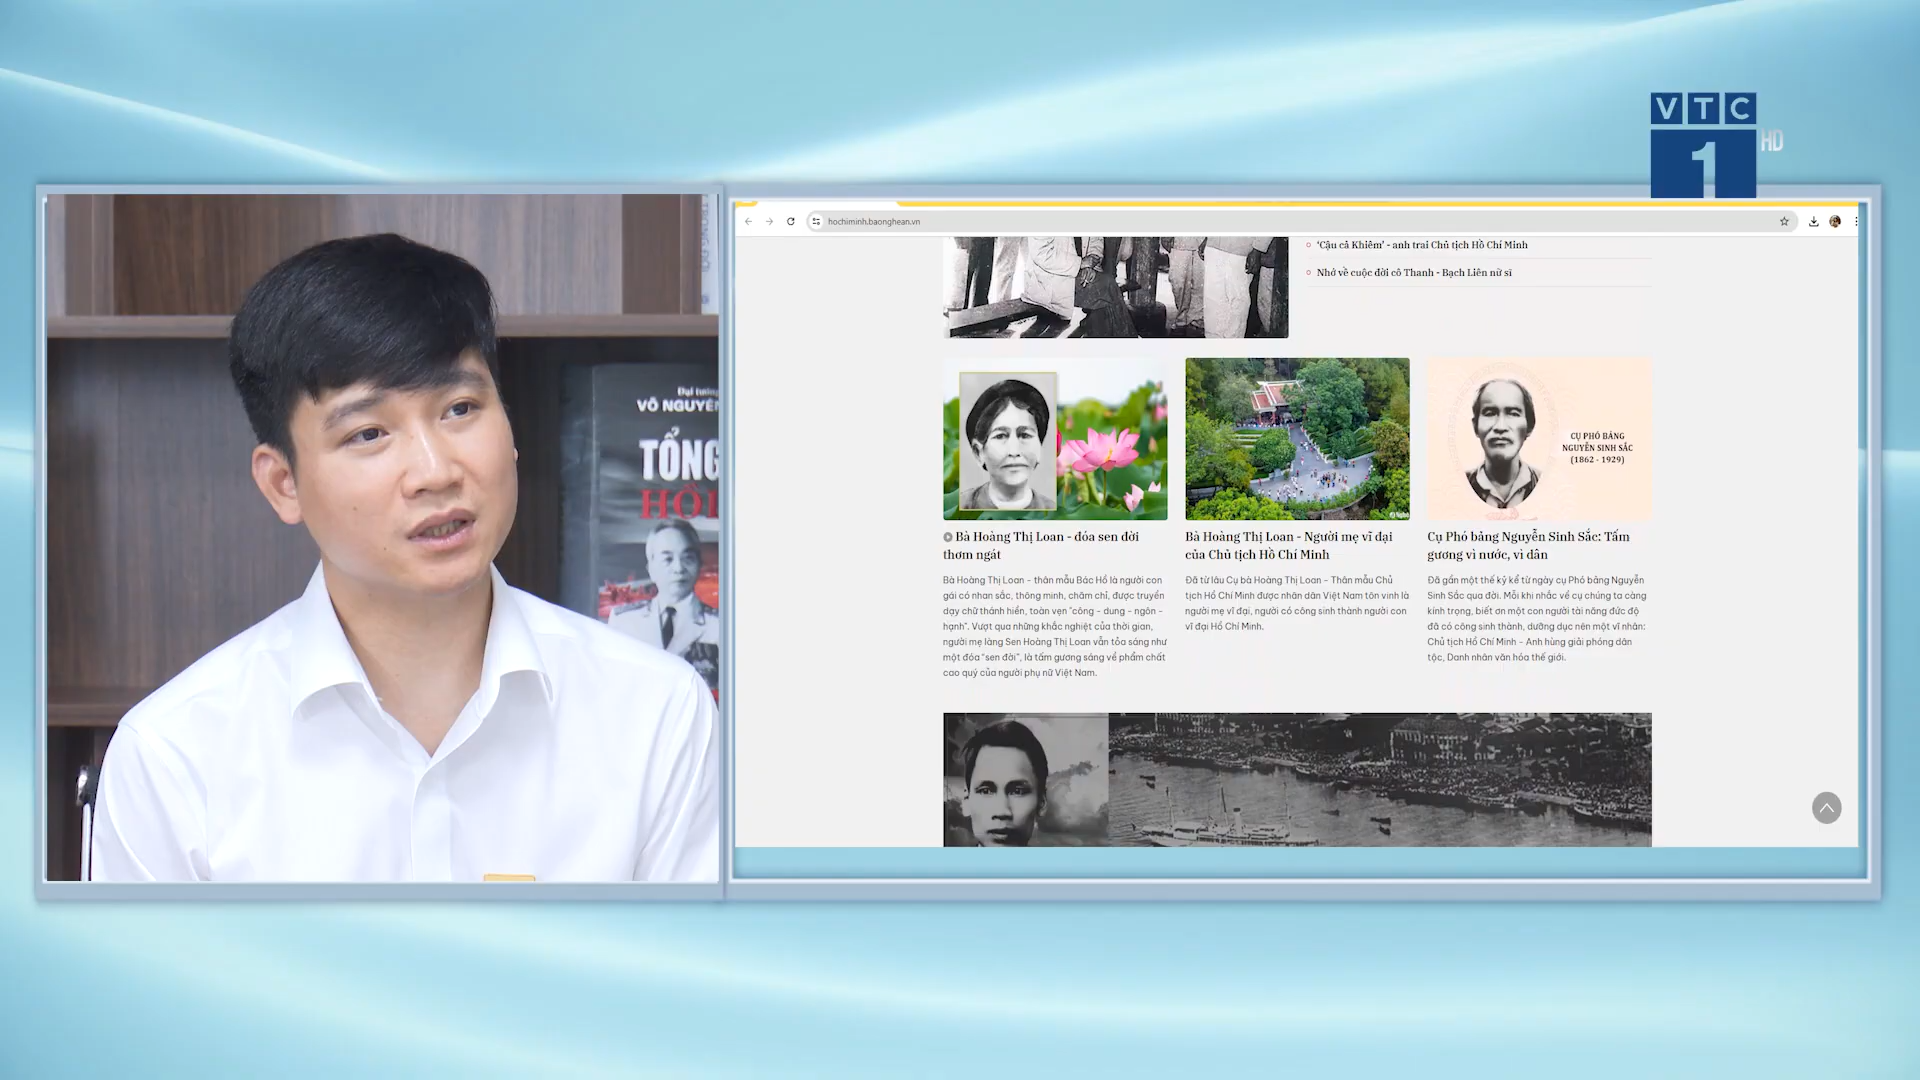 VTC
1
HD
TRONG ĐỢI
Đại tướng
VÕ NGUYÊ
TỔNG
HỒI
hochiminh.baonghean.vn
'Cậu cả Khiêm' - anh trai Chủ tịch Hồ Chí Minh
Nhớ về cuộc đời cô Thanh - Bạch Liên nữ sĩ
CỤ PHÓ BẢNG
NGUYỄN SINH SẮC
(1862 - 1929)
Bà Hoàng Thị Loan - đóa sen đời
thơm ngát
Bà Hoàng Thị Loan - thân mẫu Bác Hồ là người con
gái có nhan sắc, thông minh, chăm chỉ, được truyền
dạy chữ thánh hiền, toàn vẹn "công - dung - ngôn -
hạnh". Vượt qua những khắc nghiệt của thời gian,
người mẹ làng Sen Hoàng Thị Loan vẫn tỏa sáng như
một đóa "sen đời", là tấm gương sáng về phẩm chất
cao quý của người phụ nữ Việt Nam.
Bà Hoàng Thị Loan - Người mẹ vĩ đại
của Chủ tịch Hồ Chí Minh
Đã từ lâu Cụ bà Hoàng Thị Loan - Thân mẫu Chủ
tịch Hồ Chí Minh được nhân dân Việt Nam tôn vinh là
người mẹ vĩ đại, người có công sinh thành người con
vĩ đại Hồ Chí Minh.
Cụ Phó bảng Nguyễn Sinh Sắc: Tấm
gương vì nước, vì dân
Đã gần một thế kỷ kể từ ngày cụ Phó bảng Nguyễn
Sinh Sắc qua đời. Mỗi khi nhắc về cụ chúng ta càng
kính trọng, biết ơn một con người tài năng đức độ
đã có công sinh thành, dưỡng dục nên một vĩ nhân:
Chủ tịch Hồ Chí Minh - Anh hùng giải phóng dân
tộc, Danh nhân văn hóa thế giới.